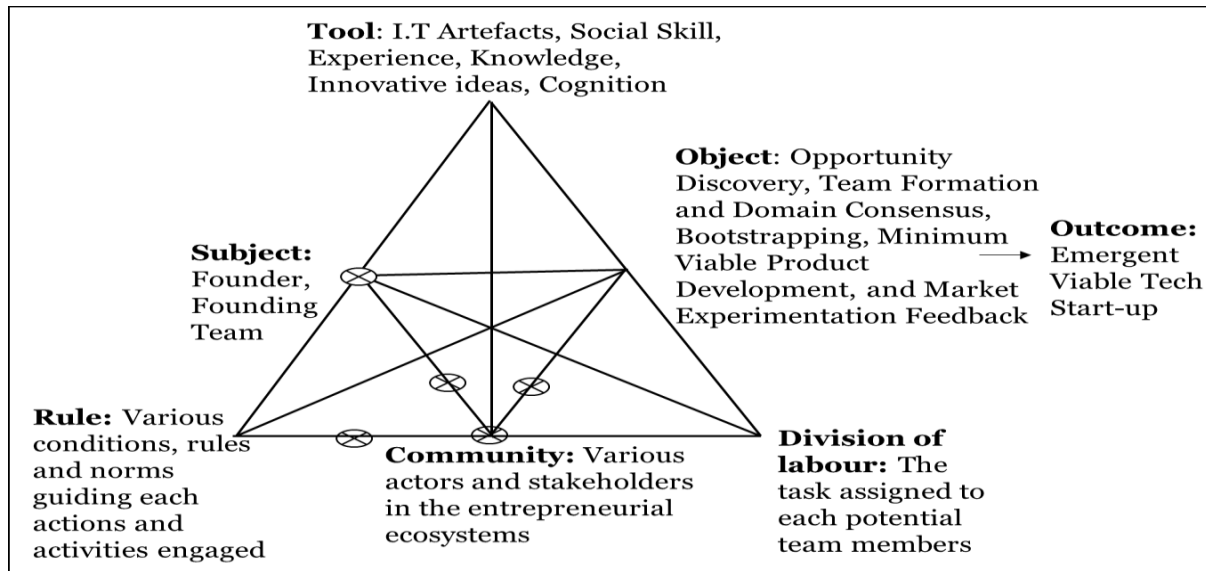 Tool: I.T Artefacts, Social Skill,
Experience, Knowledge,
Innovative ideas, Cognition
Object: Opportunity
Discovery, Team Formation
and Domain Consensus,
Bootstrapping, Minimum
Viable Product
Development, and Market
Experimentation Feedback
Outcome:
Emergent
Viable Tech
Start-up
Subject:
Founder,
Founding
Team
Rule: Various
conditions, rules
and norms
guiding each
actions and
activities engaged
Community: Various
actors and stakeholders
in the entrepreneurial
ecosystems
Division of
labour: The
task assigned to
each potential
team members